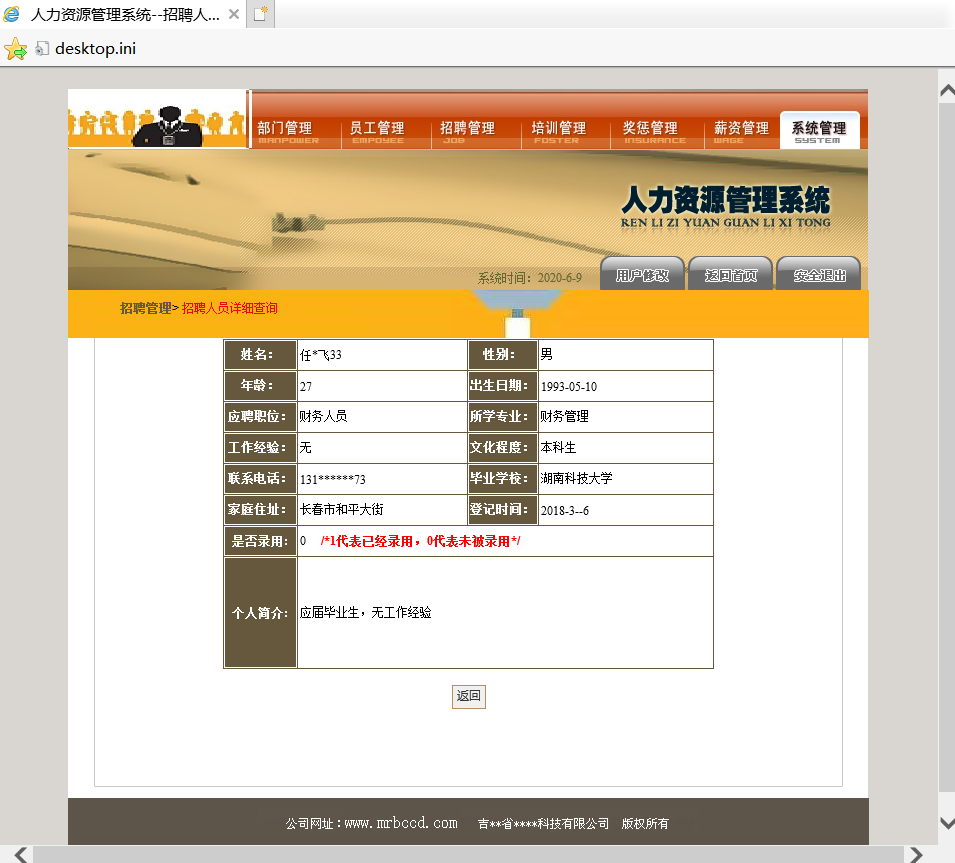 人力资源管理系统--招聘人...
desktop.ini
部门管理 员工管理 招聘管理 培训管理 奖惩管理 薪资管理 系统管理
MANPOWER EMPOYEE JOB FOSTER INSURANCE WAGE SYSTEM
人力资源管理系统
REN LI ZI YUAN GUAN LI XI TONG
系统时间：2020-6-9 用户修改 返回首页 安全退出
招聘管理> 招聘人员详细查询
姓名： 任*飞33 性别： 男
年龄： 27 出生日期： 1993-05-10
应聘职位： 财务人员 所学专业： 财务管理
工作经验： 无 文化程度： 本科生
联系电话： 131******73 毕业学校： 湖南科技大学
家庭住址： 长春市和平大街 登记时间： 2018-3--6
是否录用： 0 /*1代表已经录用，0代表未被录用*/
个人简介： 应届毕业生，无工作经验
返回
公司网址：www.mrbccd.com 吉**省****科技有限公司 版权所有